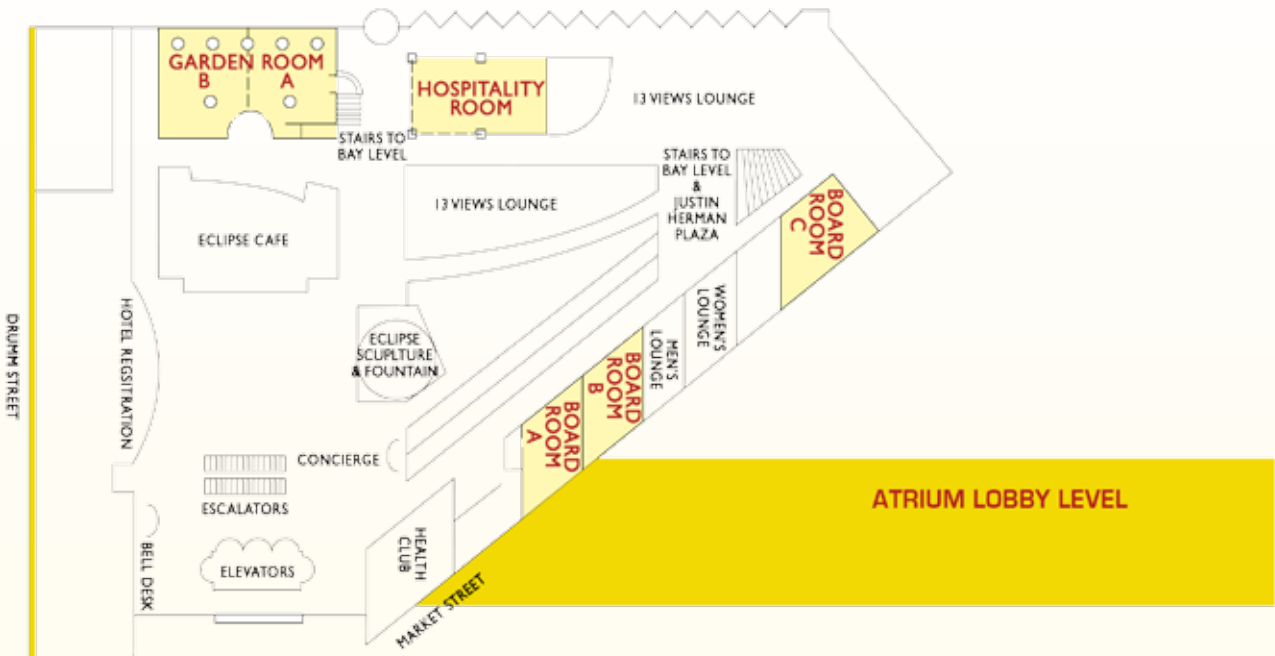 GARDEN ROOM
B A
HOSPITALITY
ROOM
13 VIEWS LOUNGE
STAIRS TO
BAY LEVEL
STAIRS TO
BAY LEVEL
&
JUSTIN
HERMAN
PLAZA
BOARD
ROOM
C
13 VIEWS LOUNGE
ECLIPSE CAFE
HOTEL REGSITRATION
DRUMM STREET
ECLIPSE
SCUPLTURE
& FOUNTAIN
WOMEN'S
LOUNGE
MEN'S
LOUNGE
BOARD
ROOM
B
BOARD
ROOM
A
CONCIERGE
ESCALATORS
ATRIUM LOBBY LEVEL
HEALTH
CLUB
BELL DESK
ELEVATORS
MARKET STREET